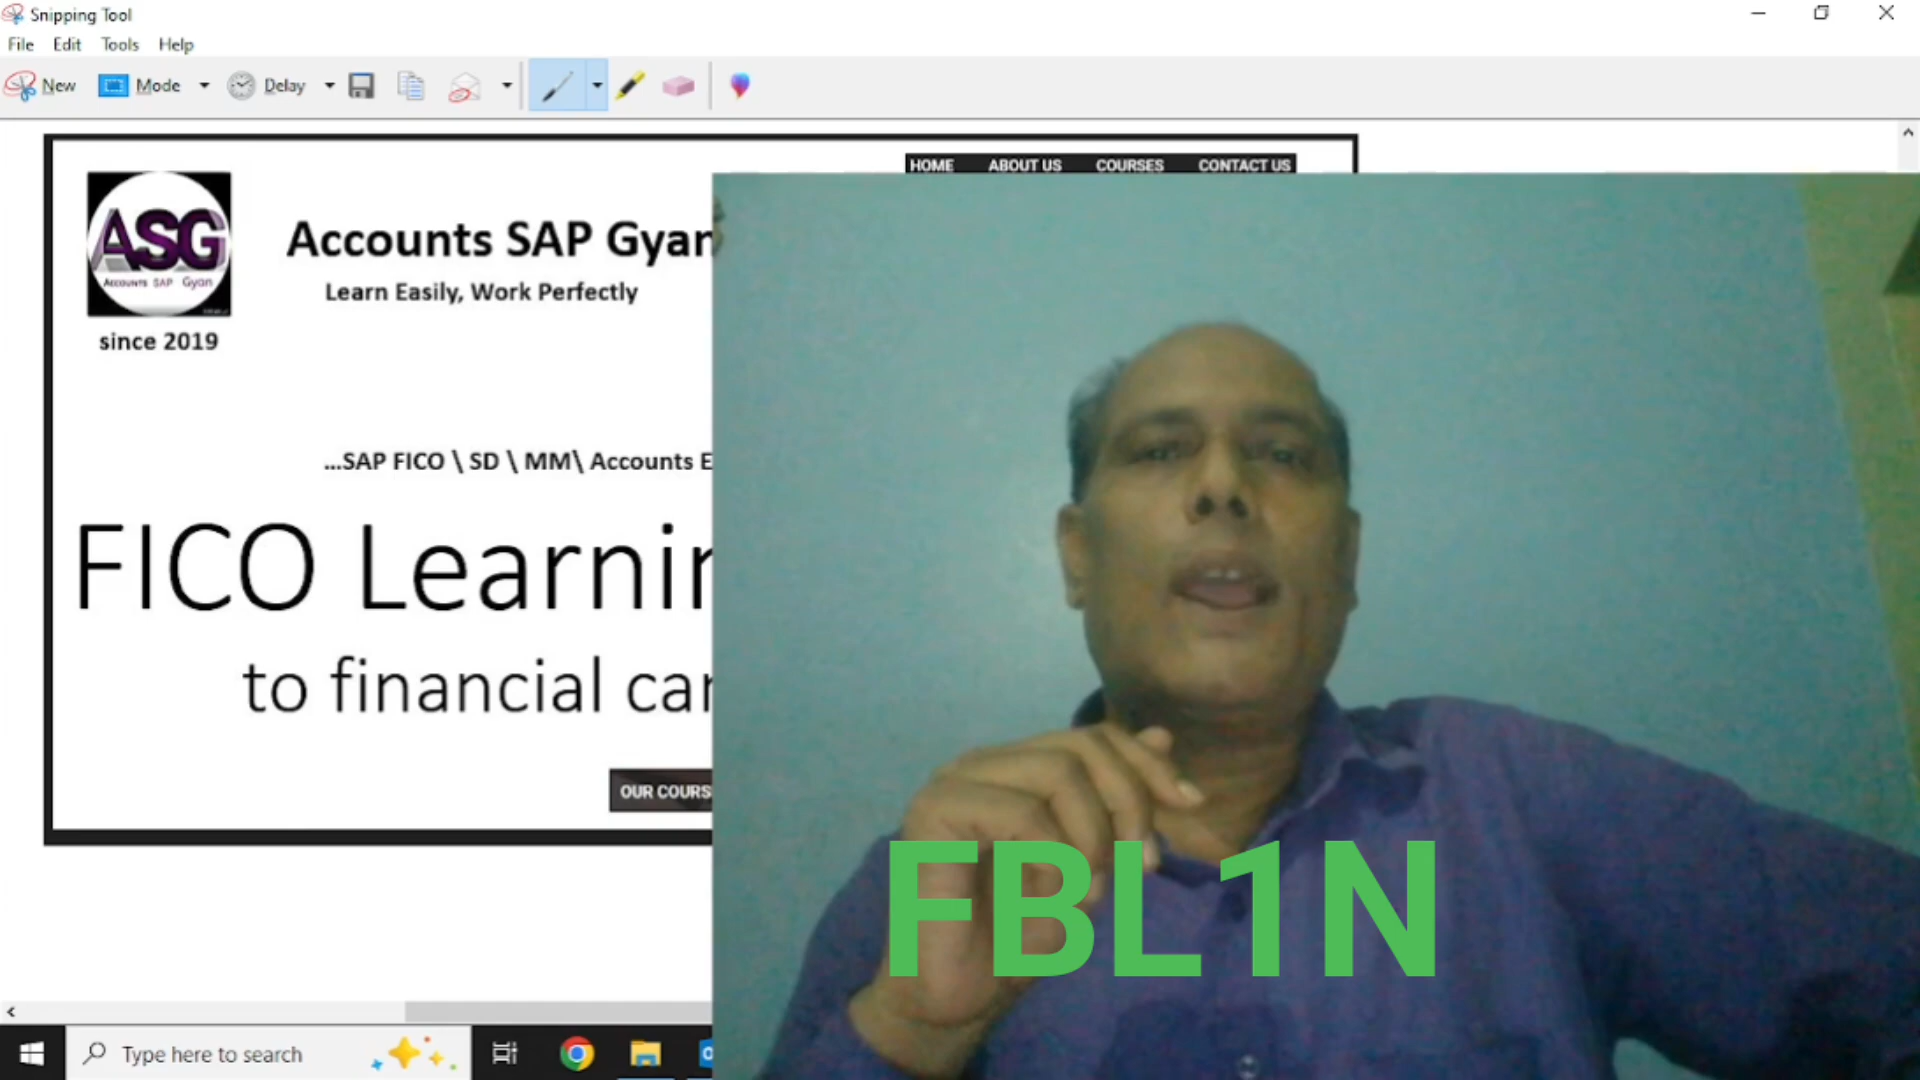 Snipping Tool
File Edit Tools Help
New Mode Delay
HOME ABOUT US COURSES CONTACT US
ASG
Accounts SAP Gyan
Accounts SAP Gyan
Learn Easily, Work Perfectly
since 2019
...SAP FICO \ SD \ MM\ Accounts E
FICO Learnin
to financial car
OUR COURS
FBL1N
Type here to search